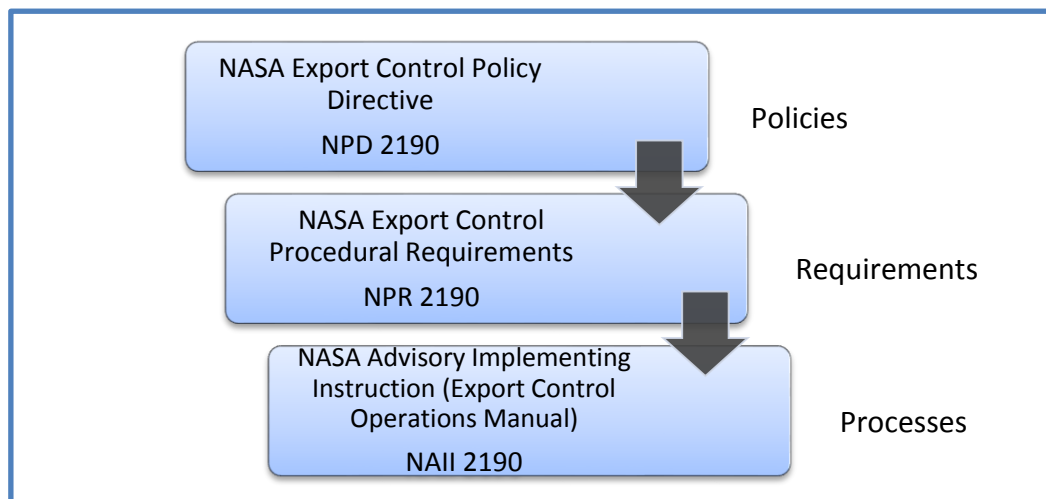 NASA Export Control Policy
Directive
NPD 2190
Policies
NASA Export Control
Procedural Requirements
NPR 2190
Requirements
NASA Advisory Implementing
Instruction (Export Control
Operations Manual)
NAII 2190
Processes